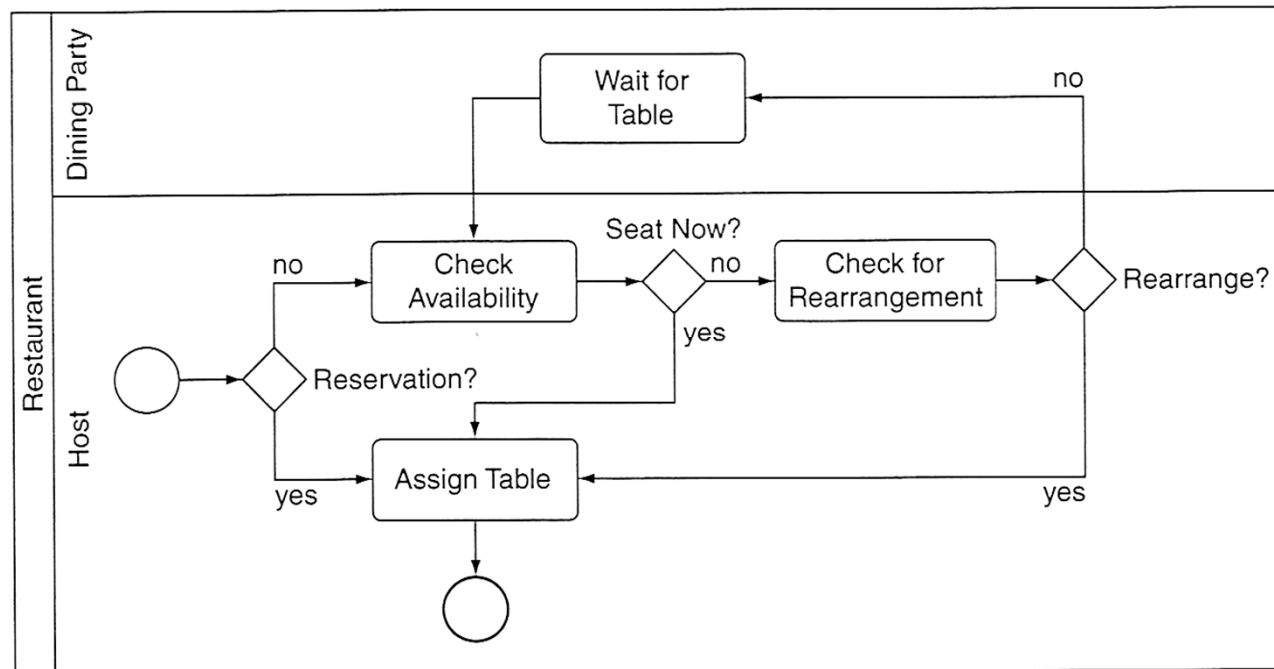 Restaurant
Dining Party
Wait for
Table
no
Host
Seat Now?
no
Check
Availability
no
Check for
Rearrangement
Rearrange?
yes
Reservation?
yes
Assign Table
yes